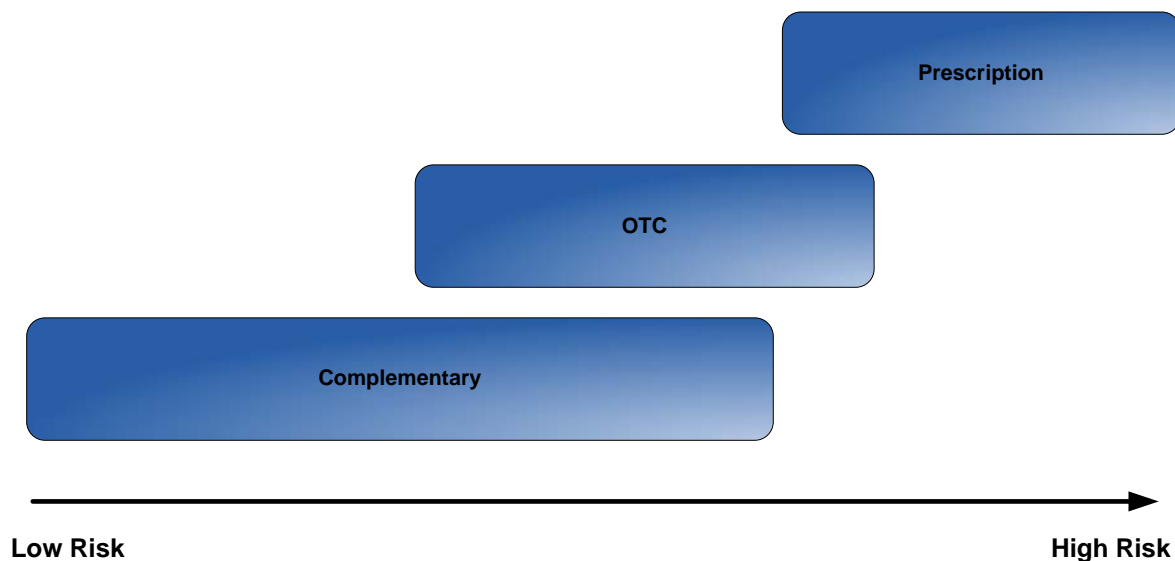 Prescription
OTC
Complementary
Low Risk
High Risk